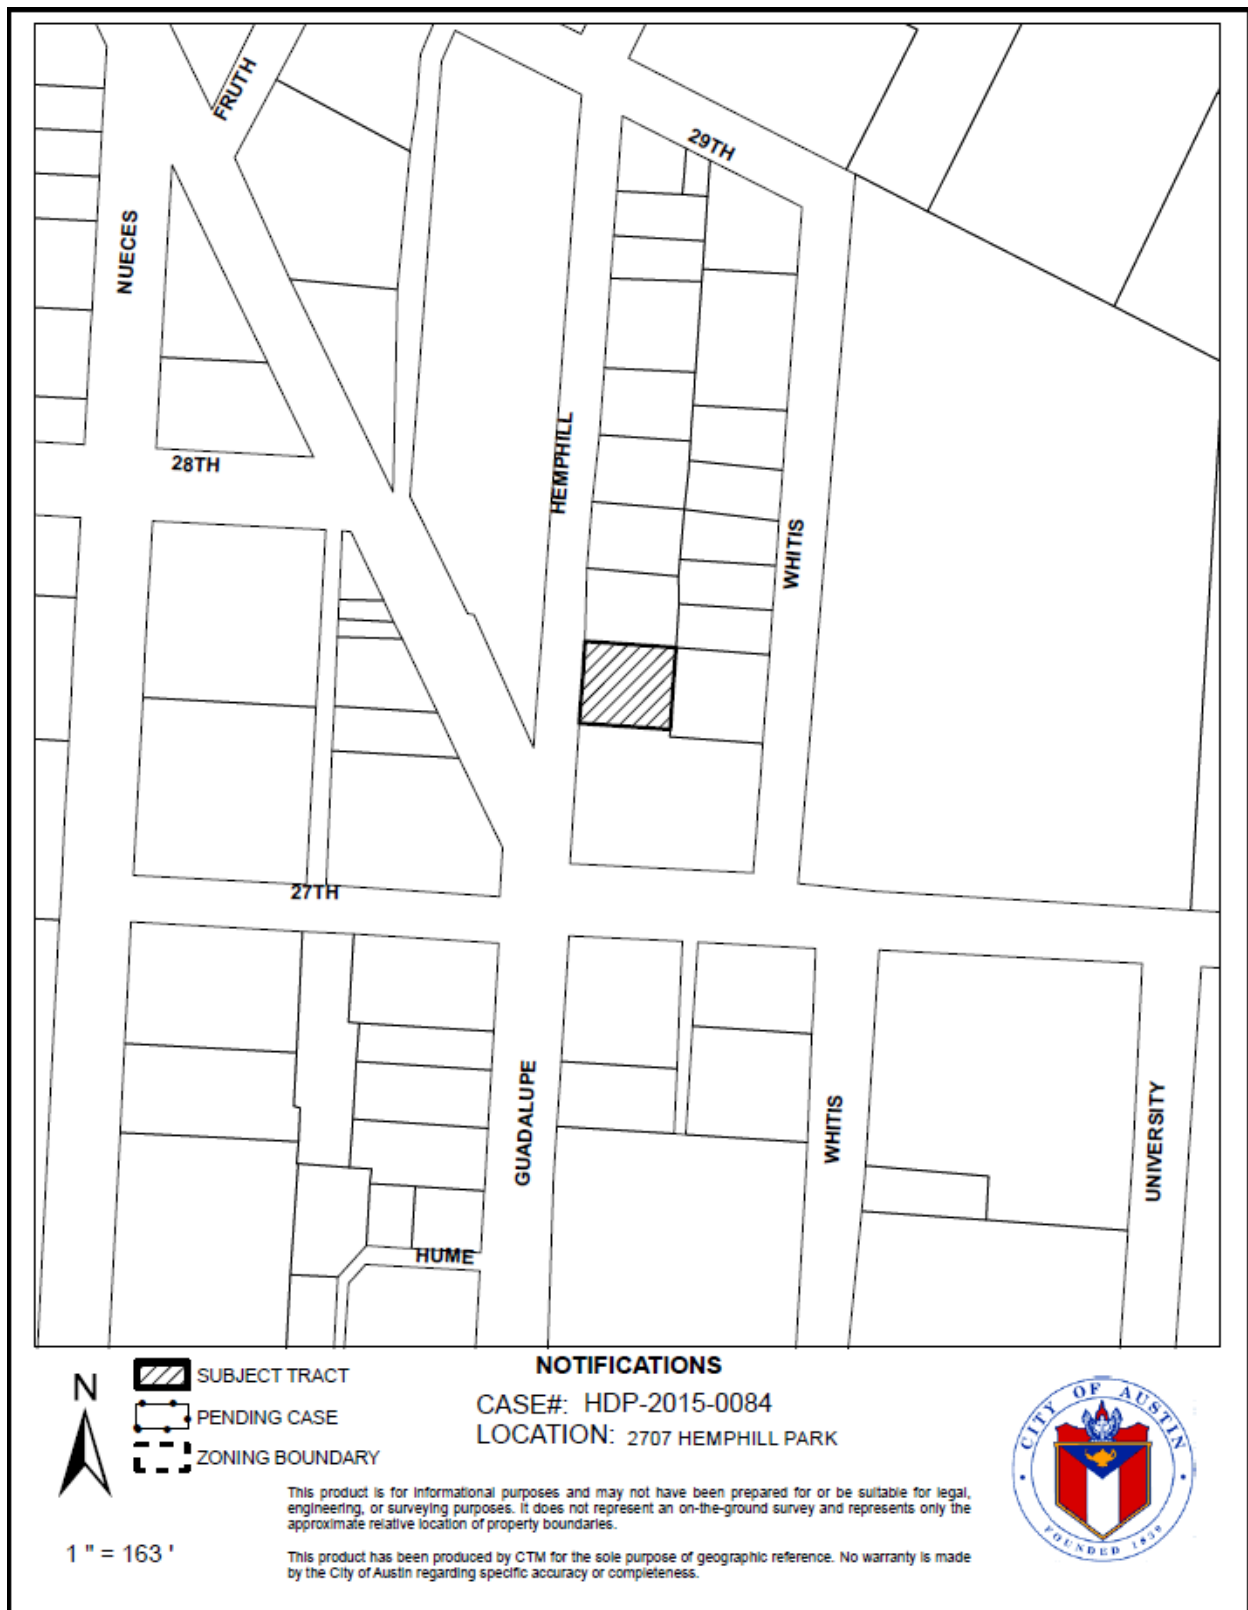 FRUTH
29TH
NUECES
HEMPHILL
28TH
WHITIS
27TH
GUADALUPE
WHITIS
UNIVERSITY
HUME
N
SUBJECT TRACT
PENDING CASE
ZONING BOUNDARY
1 " = 163 '
NOTIFICATIONS
CASE#: HDP-2015-0084
LOCATION: 2707 HEMPHILL PARK
This product is for informational purposes and may not have been prepared for or be suitable for legal,
engineering, or surveying purposes. It does not represent an on-the-ground survey and represents only the
approximate relative location of property boundaries.
This product has been produced by CTM for the sole purpose of geographic reference. No warranty is made
by the City of Austin regarding specific accuracy or completeness.
CITY OF AUSTIN
FOUNDED 1839